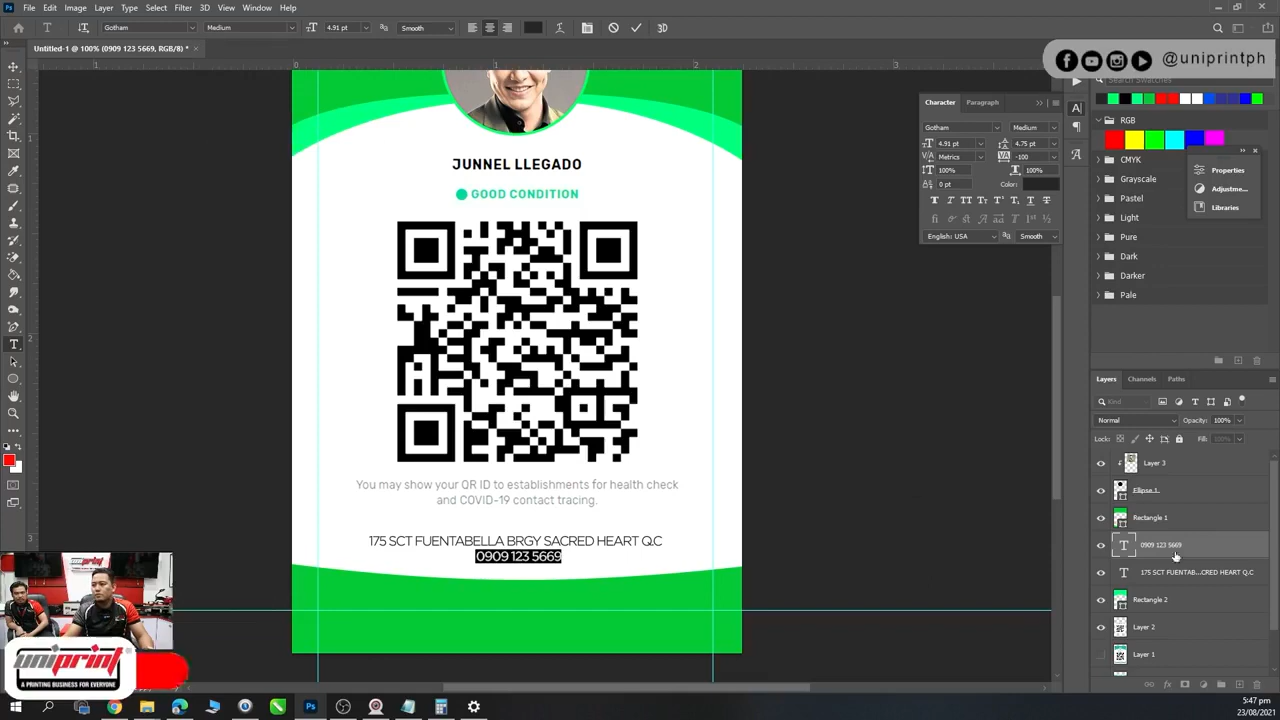 File Edit Image Layer Type Select Filter 3D View Window Help
Gotham Medium 4.91 pt Smooth 3D
Untitled-1 @ 100% (0909 123 5669, RGB/8) *
@uniprintph
Search Swatches
RGB
CMYK
Grayscale
Pastel
Light
Pure
Dark
Darker
Pale
Properties
Adjustme...
Libraries
Character Paragraph
Gotham Medium
4.91 pt 4.75 pt
Metrics -100
100% 100%
0 pt Color:
English: USA Smooth
JUNNEL LLEGADO
GOOD CONDITION
You may show your QR ID to establishments for health check
and COVID-19 contact tracing.
175 SCT FUENTABELLA BRGY SACRED HEART Q.C
0909 123 5669
Layers Channels Paths
Kind
Normal Opacity: 100%
Lock: Fill: 100%
Layer 3
Ellipse 1
Rectangle 1
0909 123 5669
175 SCT FUENTAB...CRED HEART Q.C
Rectangle 2
Layer 2
Layer 1
uniprint
A PRINTING BUSINESS FOR EVERYONE
5:47 pm
23/08/2021